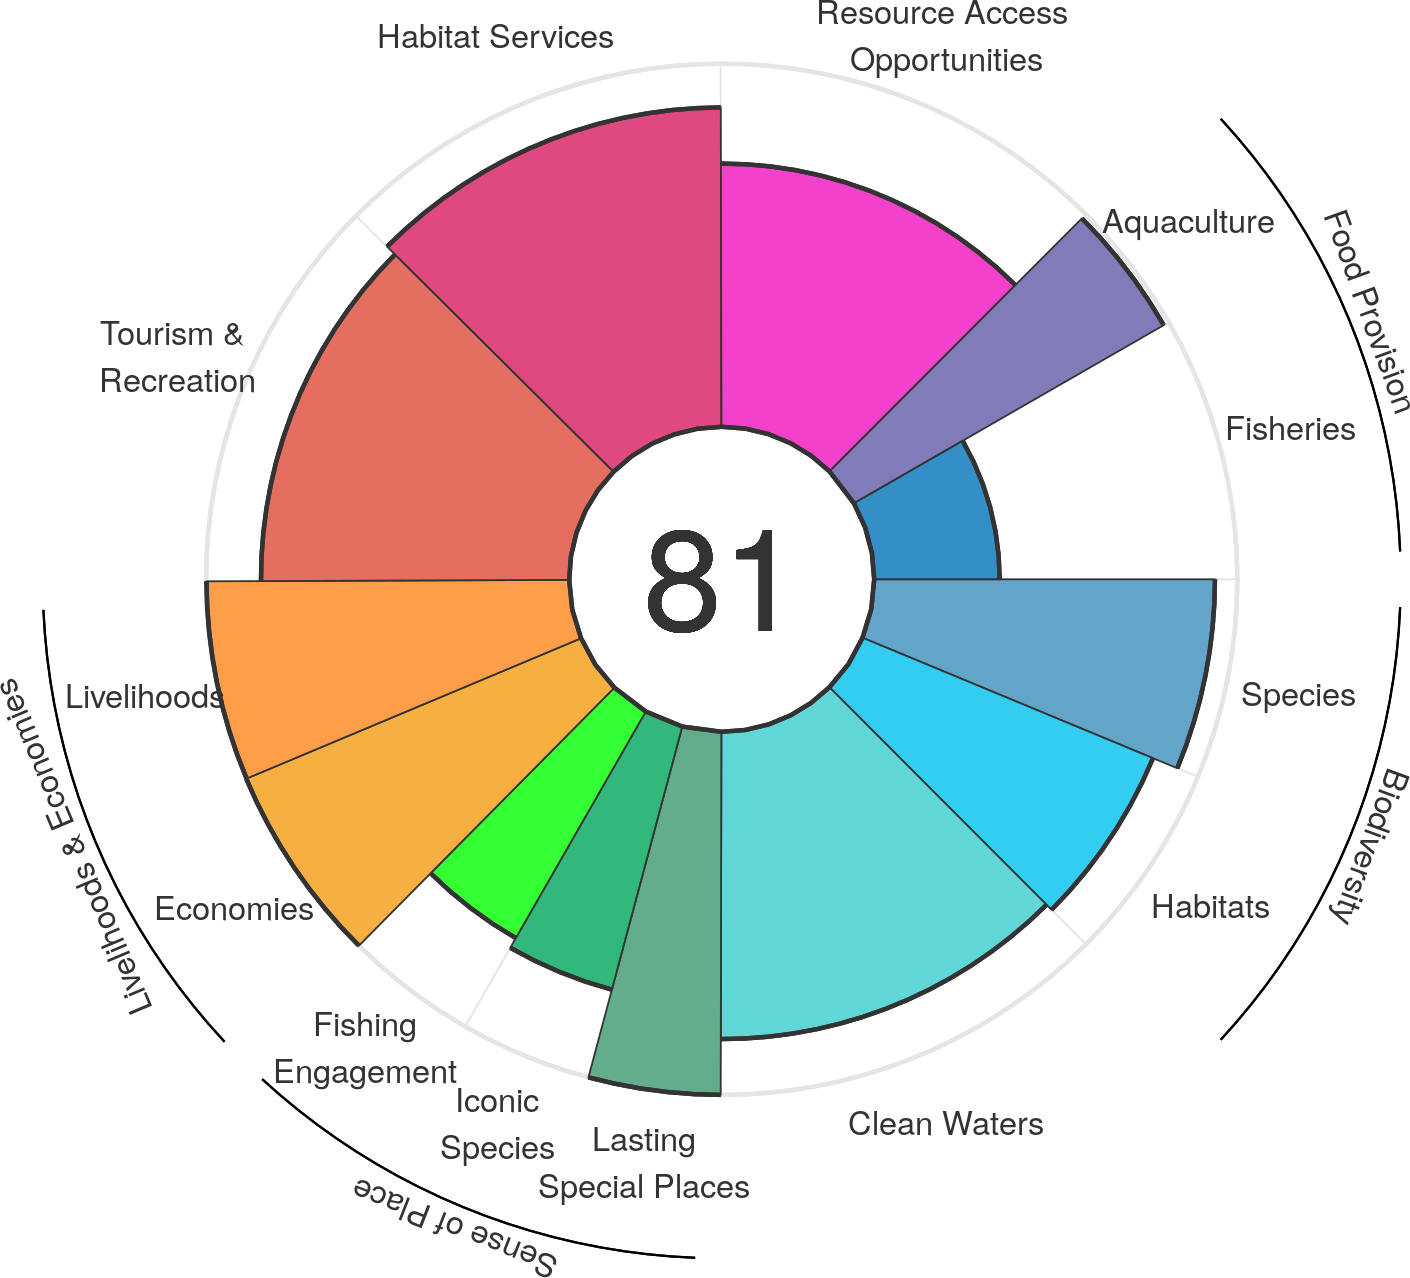 Resource Access
Opportunities
Habitat Services
Aquaculture
Food Provision
Tourism &
Recreation
Fisheries
81
Livelihoods
Species
Livelihoods & Economies
Biodiversity
Economies
Habitats
Fishing
Engagement
Iconic
Species
Lasting
Special Places
Clean Waters
Sense of Place